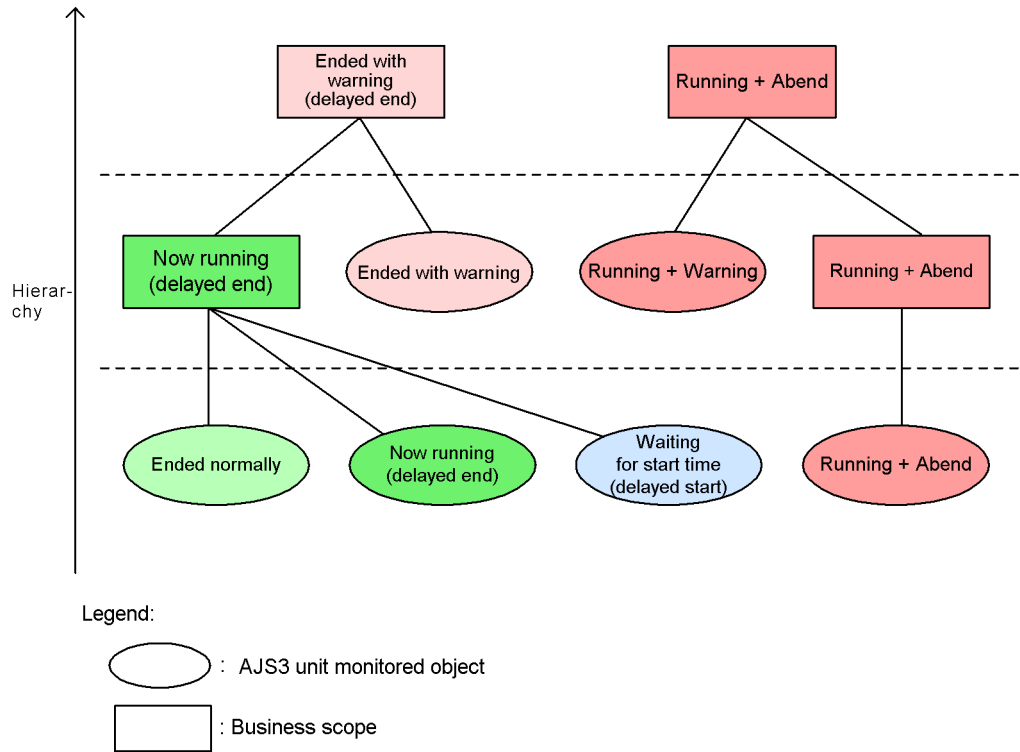 Ended with
warning
(delayed end)
Running + Abend
Now running
(delayed end)
Ended with warning
Running + Warning
Running + Abend
Hierar-
chy
Ended normally
Now running
(delayed end)
Waiting
for start time
(delayed start)
Running + Abend
Legend:
: AJS3 unit monitored object
: Business scope